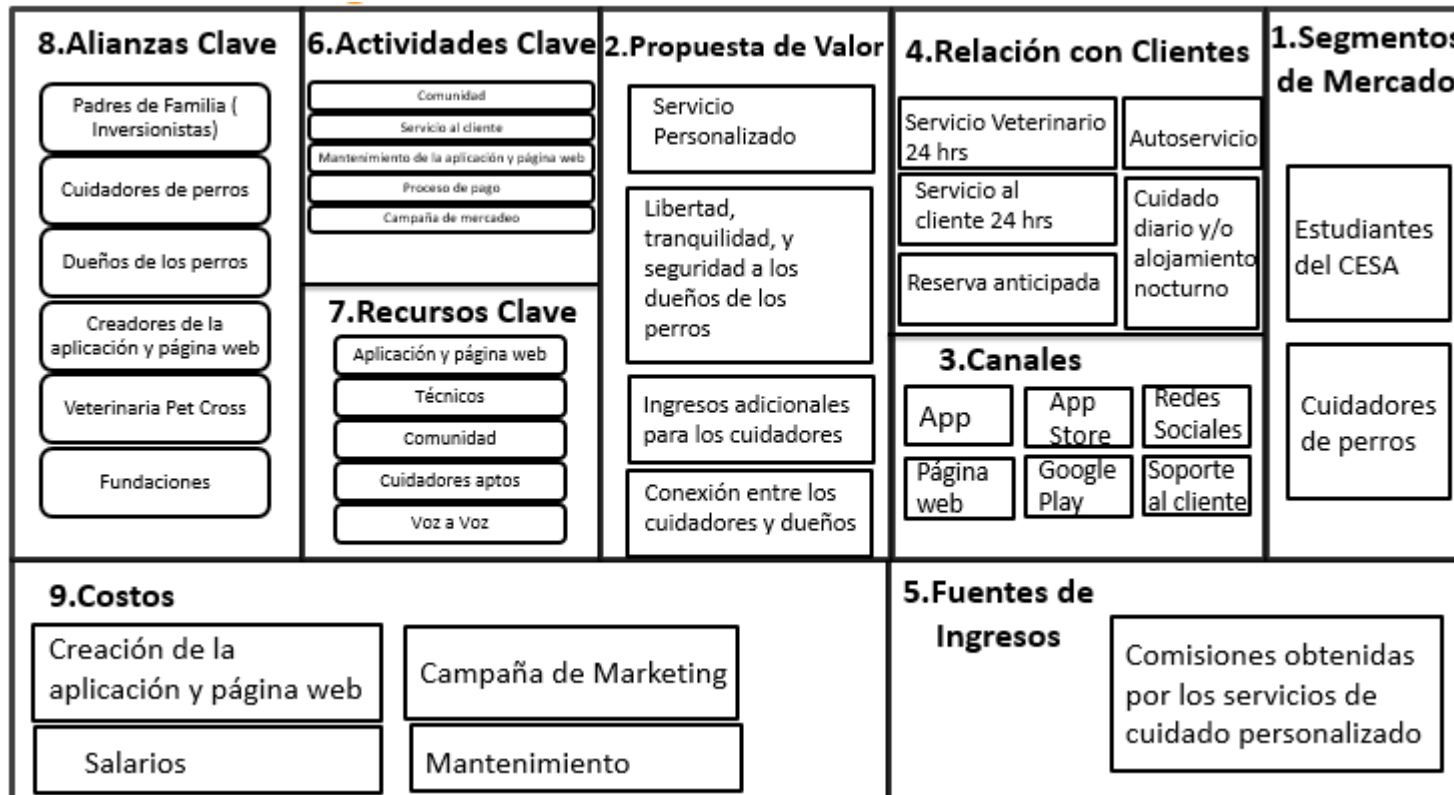 8.Alianzas Clave
Padres de Familia (
Inversionistas)
Cuidadores de perros
Dueños de los perros
Creadores de la
aplicación y página web
Veterinaria Pet Cross
Fundaciones
6.Actividades Clave
Comunidad
Servicio al cliente
Mantenimiento de la aplicación y página web
Proceso de pago
Campaña de mercadeo
7.Recursos Clave
Aplicación y página web
Técnicos
Comunidad
Cuidadores aptos
Voz a Voz
2.Propuesta de Valor
Servicio
Personalizado
Libertad,
tranquilidad, y
seguridad a los
dueños de los
perros
Ingresos adicionales
para los cuidadores
Conexión entre los
cuidadores y dueños
4.Relación con Clientes
Servicio Veterinario
24 hrs
Autoservicio
Servicio al
cliente 24 hrs
Cuidado
diario y/o
alojamiento
nocturno
Reserva anticipada
3.Canales
App
App
Store
Redes
Sociales
Página
web
Google
Play
Soporte
al cliente
1.Segmentos
de Mercado
Estudiantes
del CESA
Cuidadores
de perros
9.Costos
Creación de la
aplicación y página web
Campaña de Marketing
Salarios
Mantenimiento
5.Fuentes de
Ingresos
Comisiones obtenidas
por los servicios de
cuidado personalizado